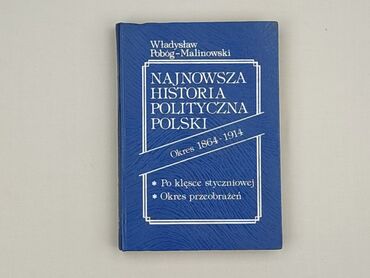 Władysław
Pobóg-Malinowski
NAJNOWSZA
HISTORIA
POLITYCZNA
POLSKI
Okres 1864-1914
* Po klęsce styczniowej
* Okres przeobrażeń